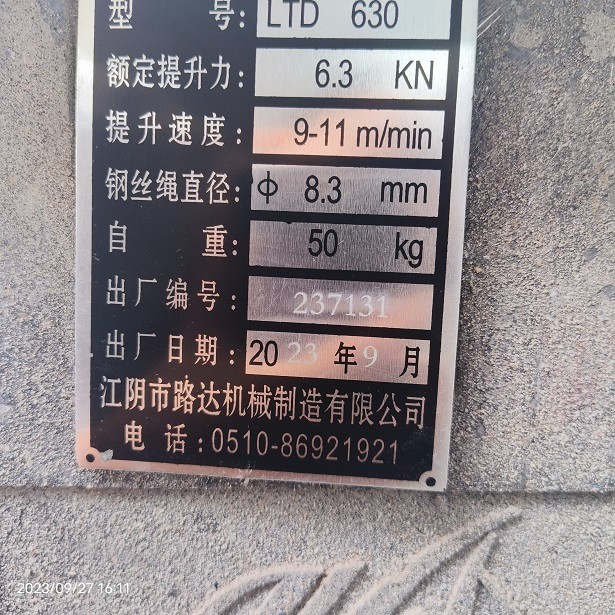 型 号: LTD 630
额定提升力: 6.3 KN
提升速度: 9-11 m/min
钢丝绳直径: Φ 8.3 mm
自 重: 50 kg
出厂编号: 237131
出厂日期: 2023年9月
江阴市路达机械制造有限公司
电 话: 0510-86921921
2023/09/27 16:11